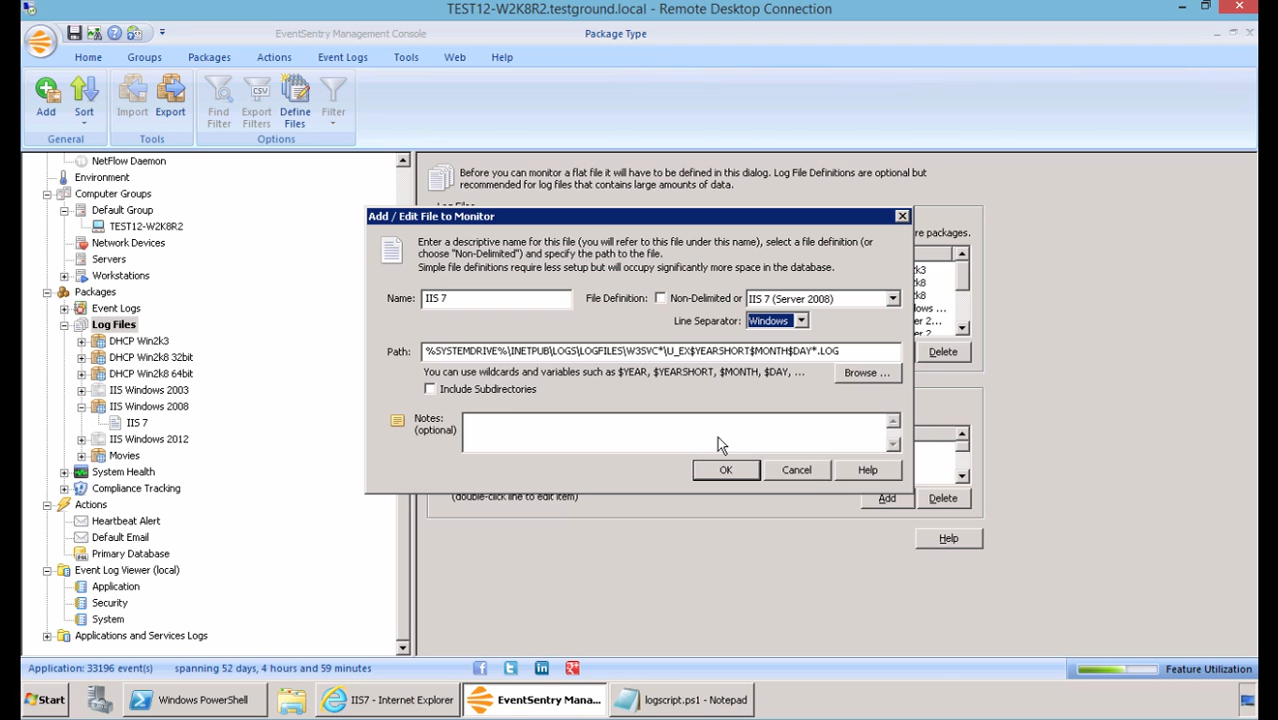 TEST12-W2K8R2.testground.local - Remote Desktop Connection
EventSentry Management Console
Package Type
Home Groups Packages Actions Event Logs Tools Web Help
Add Sort Import Export Find Filter Export Filters Define Files Filter
General Tools Options
NetFlow Daemon
Environment
Computer Groups
Default Group
TEST12-W2K8R2
Network Devices
Servers
Workstations
Packages
Event Logs
Log Files
DHCP Win2k3
DHCP Win2k8 32bit
DHCP Win2k8 64bit
IIS Windows 2003
IIS Windows 2008
IIS 7
IIS Windows 2012
Movies
System Health
Compliance Tracking
Actions
Heartbeat Alert
Default Email
Primary Database
Event Log Viewer (local)
Application
Security
System
Applications and Services Logs
Before you can monitor a flat file it will have to be defined in this dialog. Log File Definitions are optional but
recommended for log files that contains large amounts of data.
re packages.
k3
k8
k8
ows ...
r 2...
er ...
Delete
Add / Edit File to Monitor
Enter a descriptive name for this file (you will refer to this file under this name), select a file definition (or
choose "Non-Delimited") and specify the path to the file.
Simple file definitions require less setup but will occupy significantly more space in the database.
Name: IIS 7 File Definition: Non-Delimited or IIS 7 (Server 2008)
Line Separator: Windows
Path: %SYSTEMDRIVE%\INETPUB\LOGS\LOGFILES\W3SVC*\U_EX$YEARSHORT$MONTH$DAY*.LOG
You can use wildcards and variables such as $YEAR, $YEARSHORT, $MONTH, $DAY, ... Browse ...
Include Subdirectories
Notes:
(optional)
OK Cancel Help
(double-click line to edit item) Add Delete
Help
Application: 33196 event(s) spanning 52 days, 4 hours and 59 minutes Feature Utilization
Start Windows PowerShell IIS7 - Internet Explorer EventSentry Mana... logscript.ps1 - Notepad